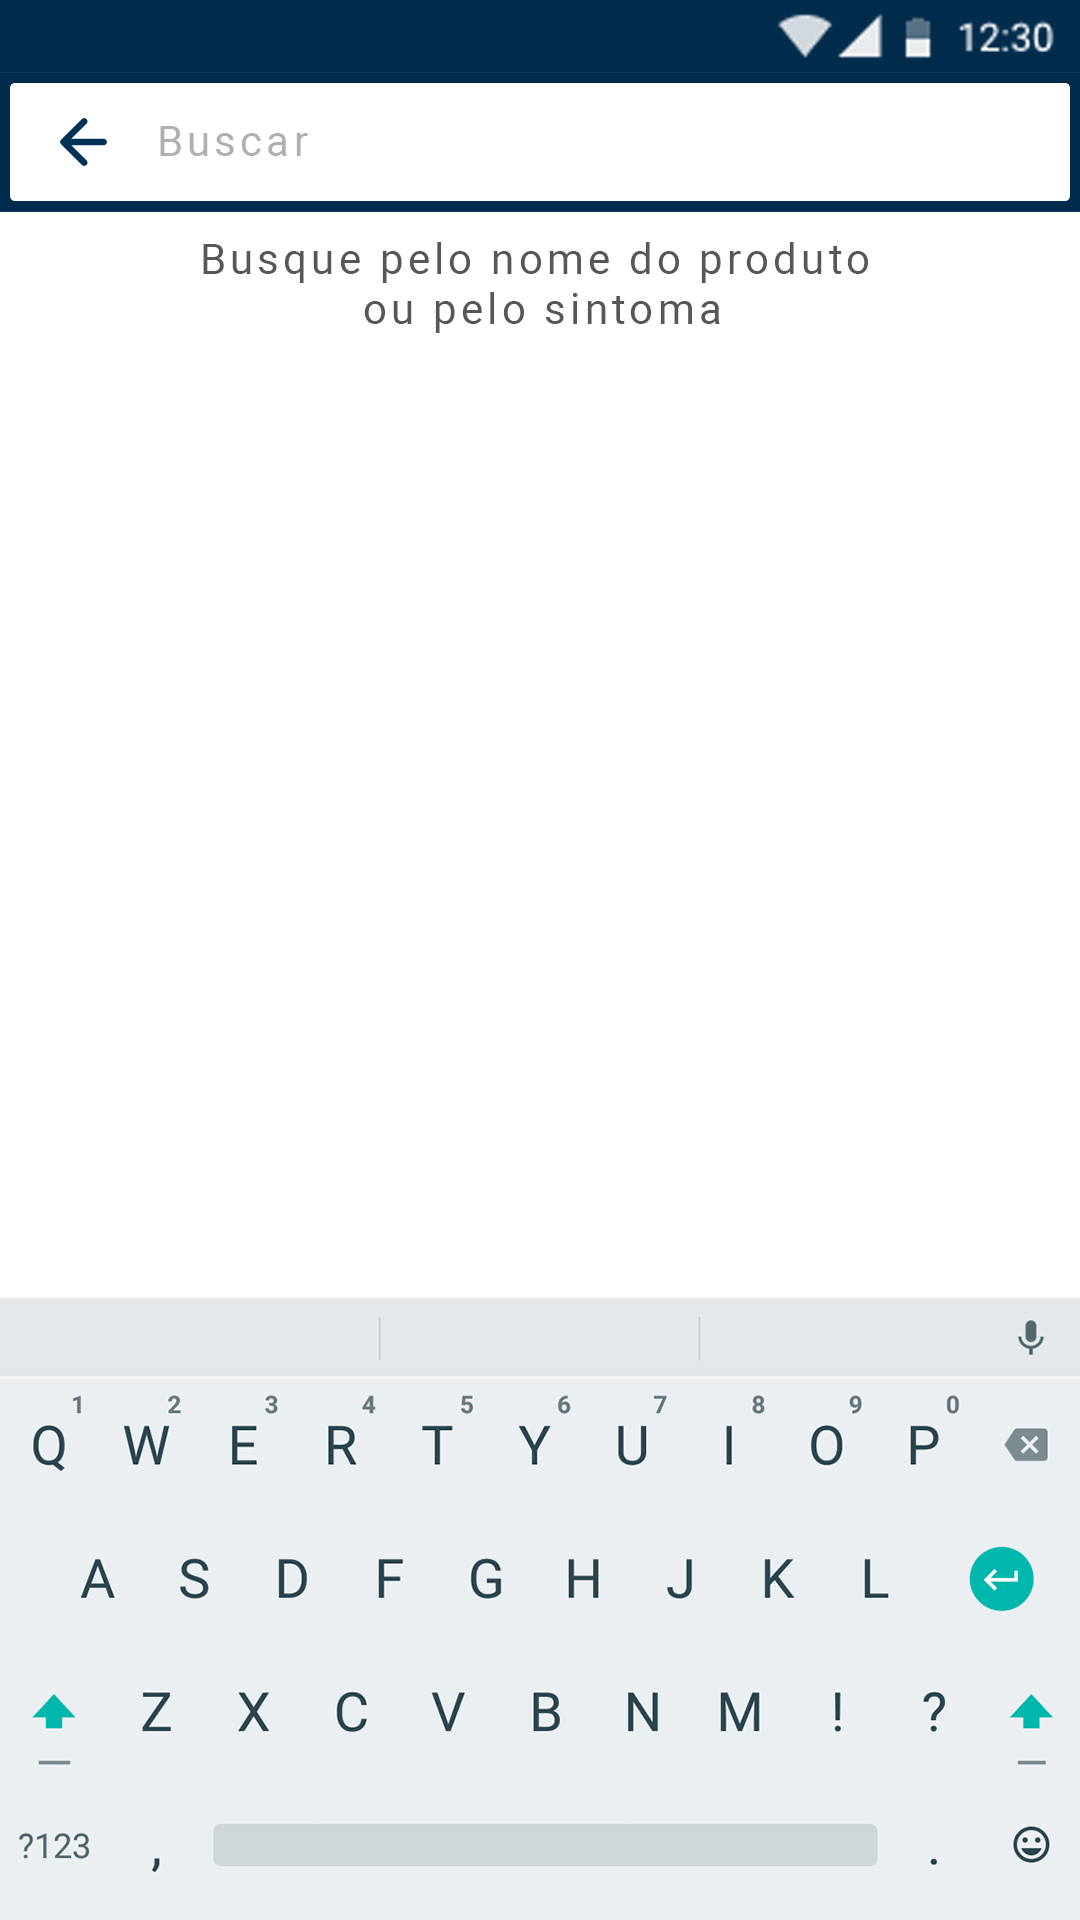 12:30
Buscar
Busque pelo nome do produto
ou pelo sintoma
1 2 3 4 5 6 7 8 9 0
Q W E R T Y U I O P
A S D F G H J K L
Z X C V B N M ! ?
?123 , .